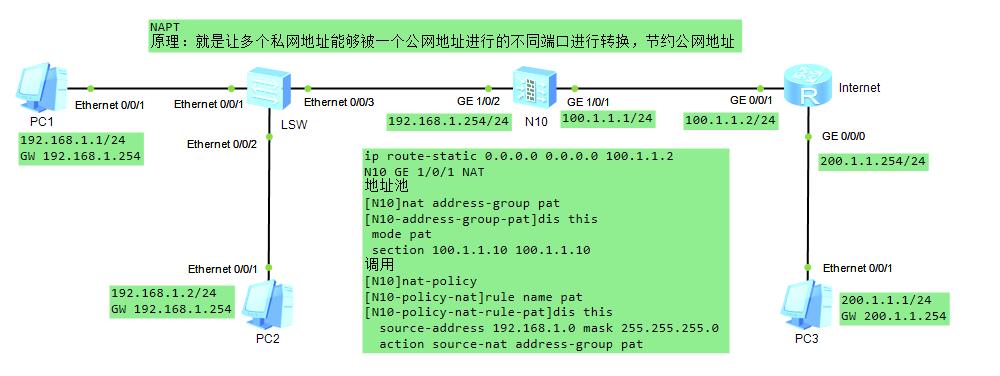 NAPT
原理：就是让多个私网地址能够被一个公网地址进行的不同端口进行转换，节约公网地址
Ethernet 0/0/1
Ethernet 0/0/1
Ethernet 0/0/3
GE 1/0/2
GE 1/0/1
GE 0/0/1
Internet
PC1
LSW
N10
192.168.1.254/24
100.1.1.1/24
100.1.1.2/24
R
192.168.1.1/24
GW 192.168.1.254
Ethernet 0/0/2
GE 0/0/0
200.1.1.254/24
ip route-static 0.0.0.0 0.0.0.0 100.1.1.2
N10 GE 1/0/1 NAT
地址池
[N10]nat address-group pat
[N10-address-group-pat]dis this
mode pat
section 100.1.1.10 100.1.1.10
调用
[N10]nat-policy
[N10-policy-nat]rule name pat
[N10-policy-nat-rule-pat]dis this
source-address 192.168.1.0 mask 255.255.255.0
action source-nat address-group pat
Ethernet 0/0/1
192.168.1.2/24
GW 192.168.1.254
PC2
Ethernet 0/0/1
200.1.1.1/24
GW 200.1.1.254
PC3